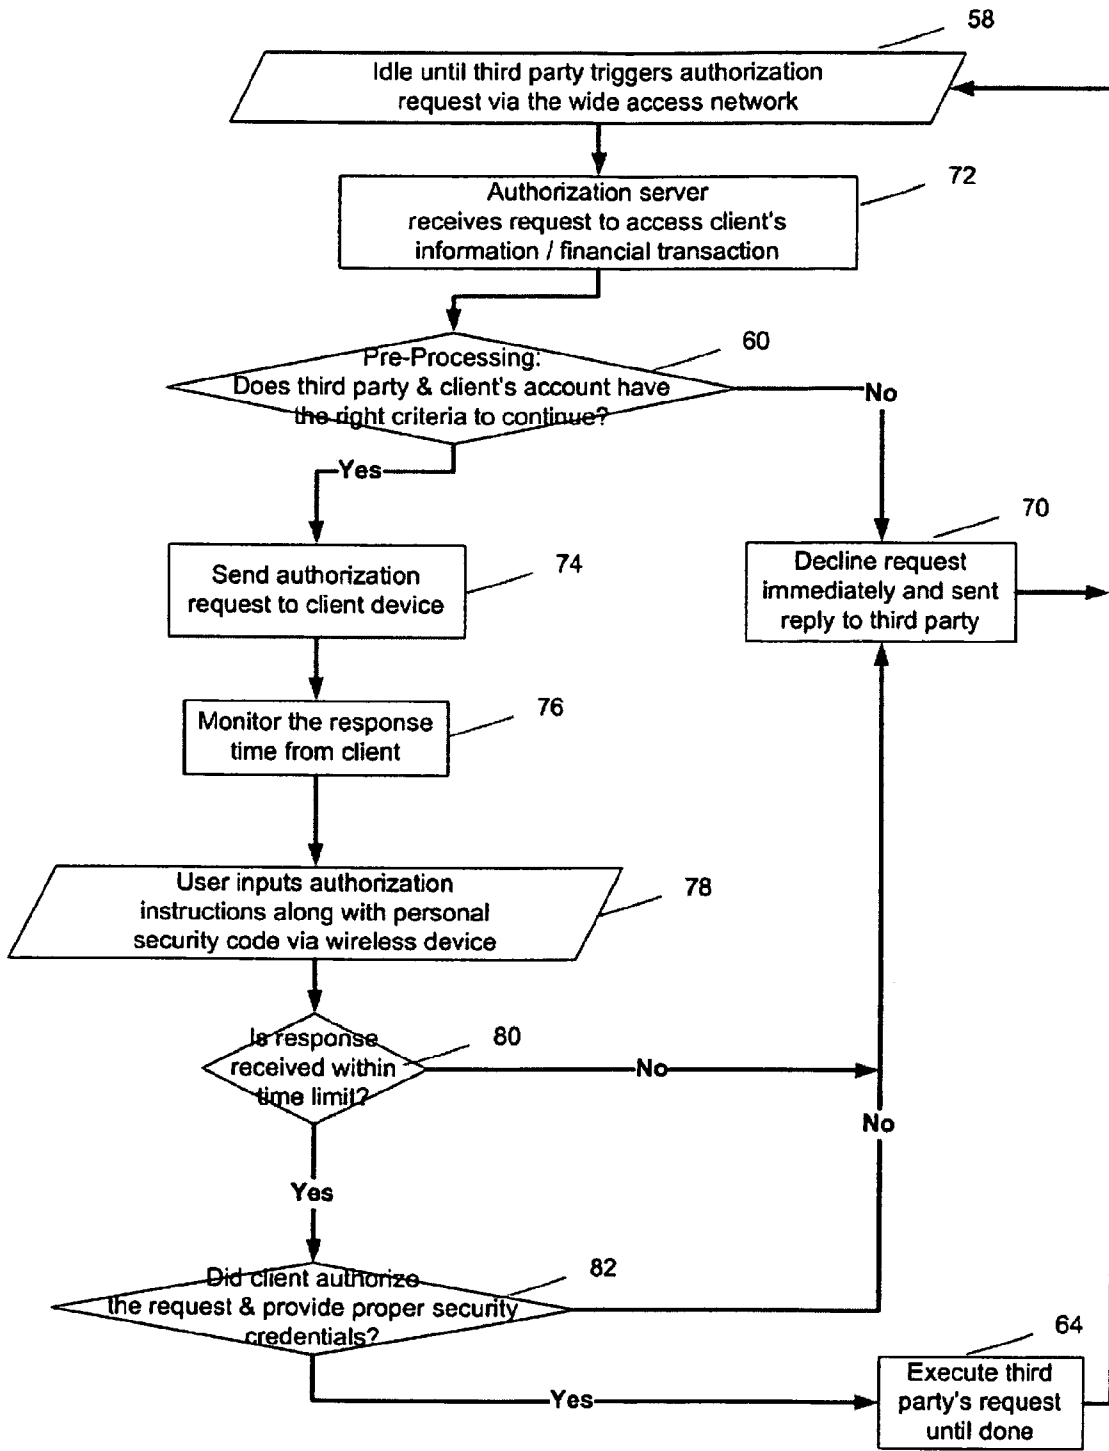 58
Idle until third party triggers authorization
request via the wide access network
72
Authorization server
receives request to access client's
information / financial transaction
60
Pre-Processing:
Does third party & client's account have
the right criteria to continue?
No
Yes
70
Decline request
immediately and sent
reply to third party
74
Send authorization
request to client device
76
Monitor the response
time from client
78
User inputs authorization
instructions along with personal
security code via wireless device
80
Is response
received within
time limit?
No
No
Yes
82
Did client authorize
the request & provide proper security
credentials?
64
Execute third
party's request
until done
Yes